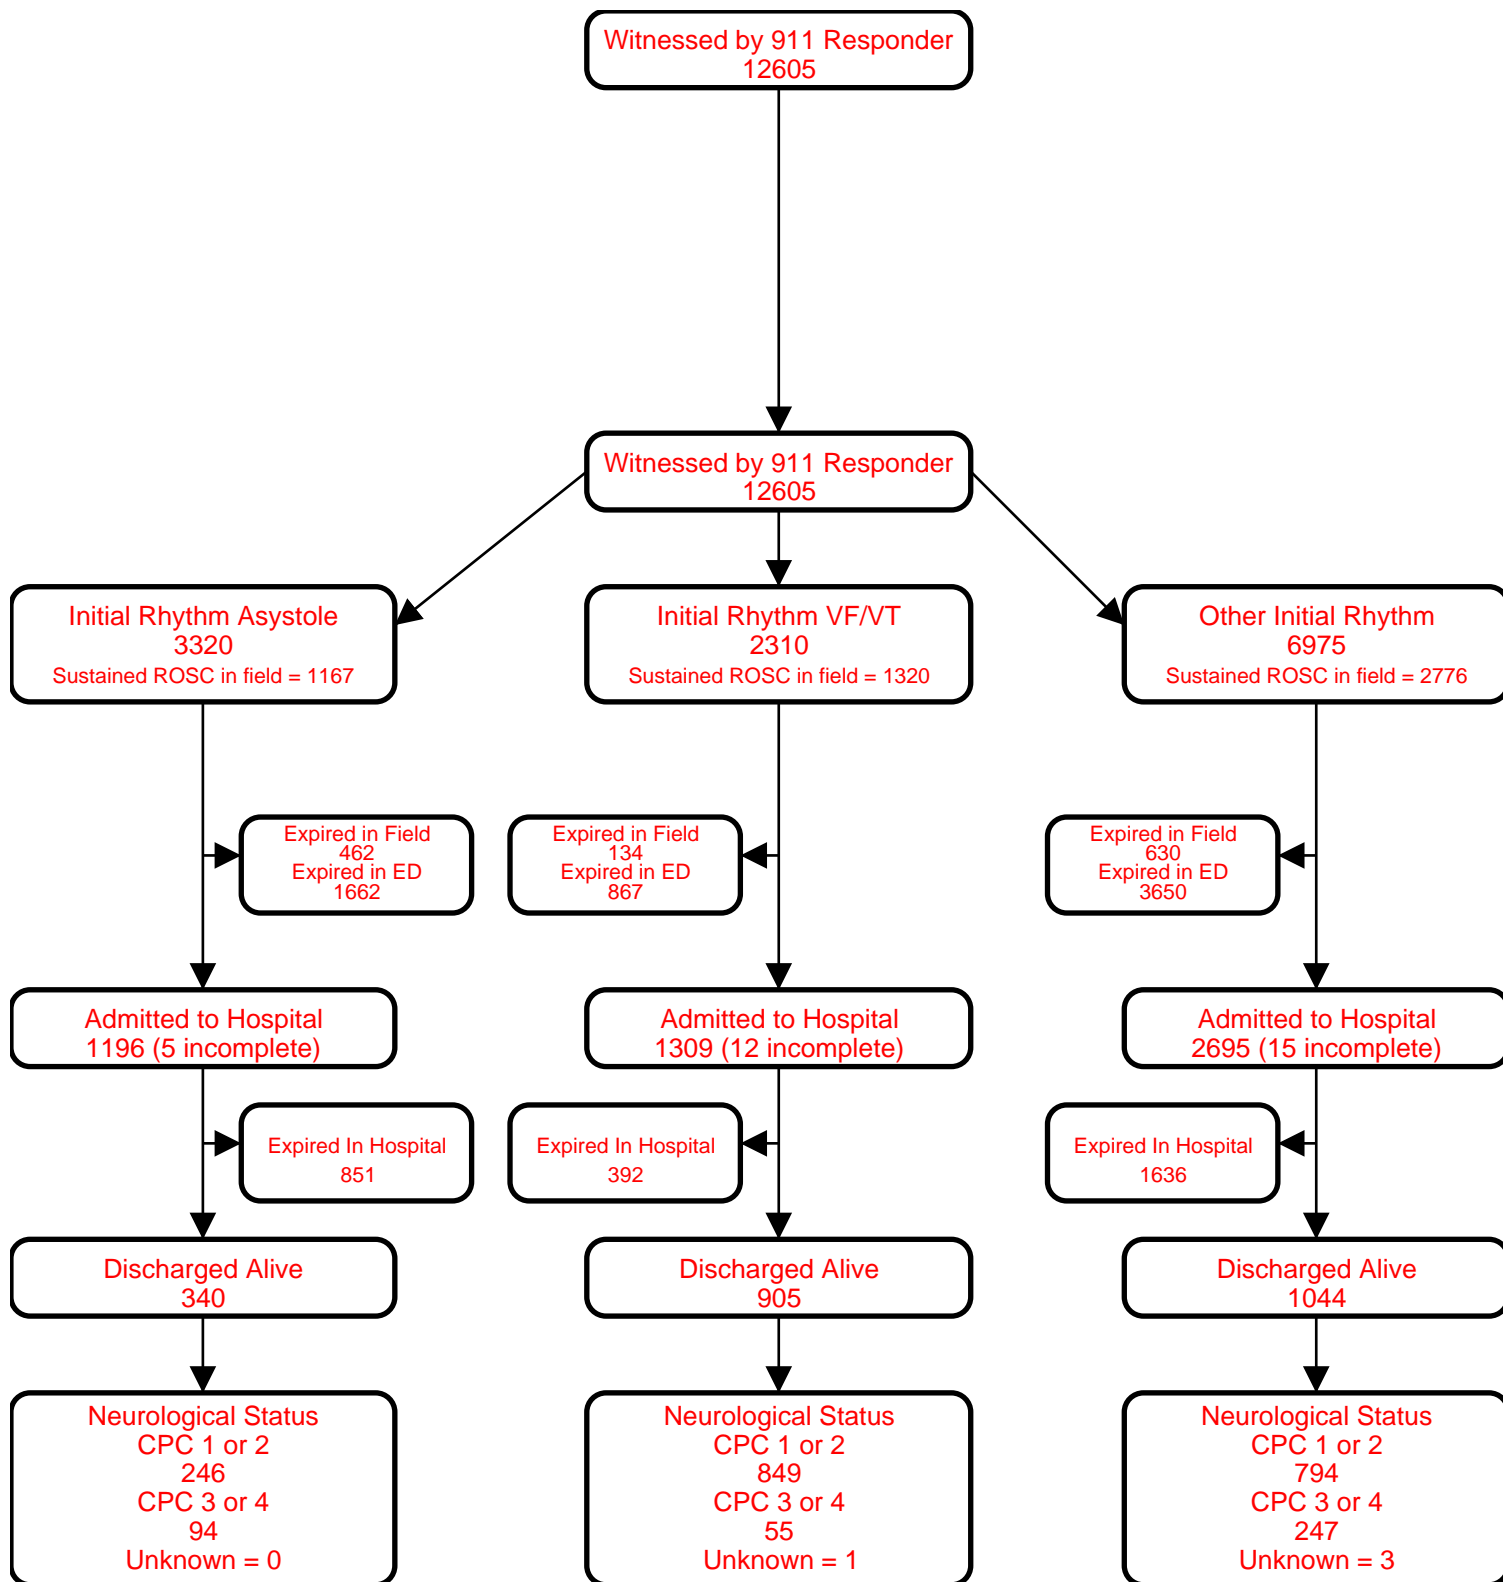 Witnessed by 911 Responder
12605
Witnessed by 911 Responder
12605
Initial Rhythm Asystole
3320
Sustained ROSC in field = 1167
Initial Rhythm VF/VT
2310
Sustained ROSC in field = 1320
Other Initial Rhythm
6975
Sustained ROSC in field = 2776
Expired in Field
462
Expired in ED
1662
Expired in Field
134
Expired in ED
867
Expired in Field
630
Expired in ED
3650
Admitted to Hospital
1196 (5 incomplete)
Admitted to Hospital
1309 (12 incomplete)
Admitted to Hospital
2695 (15 incomplete)
Expired In Hospital
851
Expired In Hospital
392
Expired In Hospital
1636
Discharged Alive
340
Discharged Alive
905
Discharged Alive
1044
Neurological Status
CPC 1 or 2
246
CPC 3 or 4
94
Unknown = 0
Neurological Status
CPC 1 or 2
849
CPC 3 or 4
55
Unknown = 1
Neurological Status
CPC 1 or 2
794
CPC 3 or 4
247
Unknown = 3